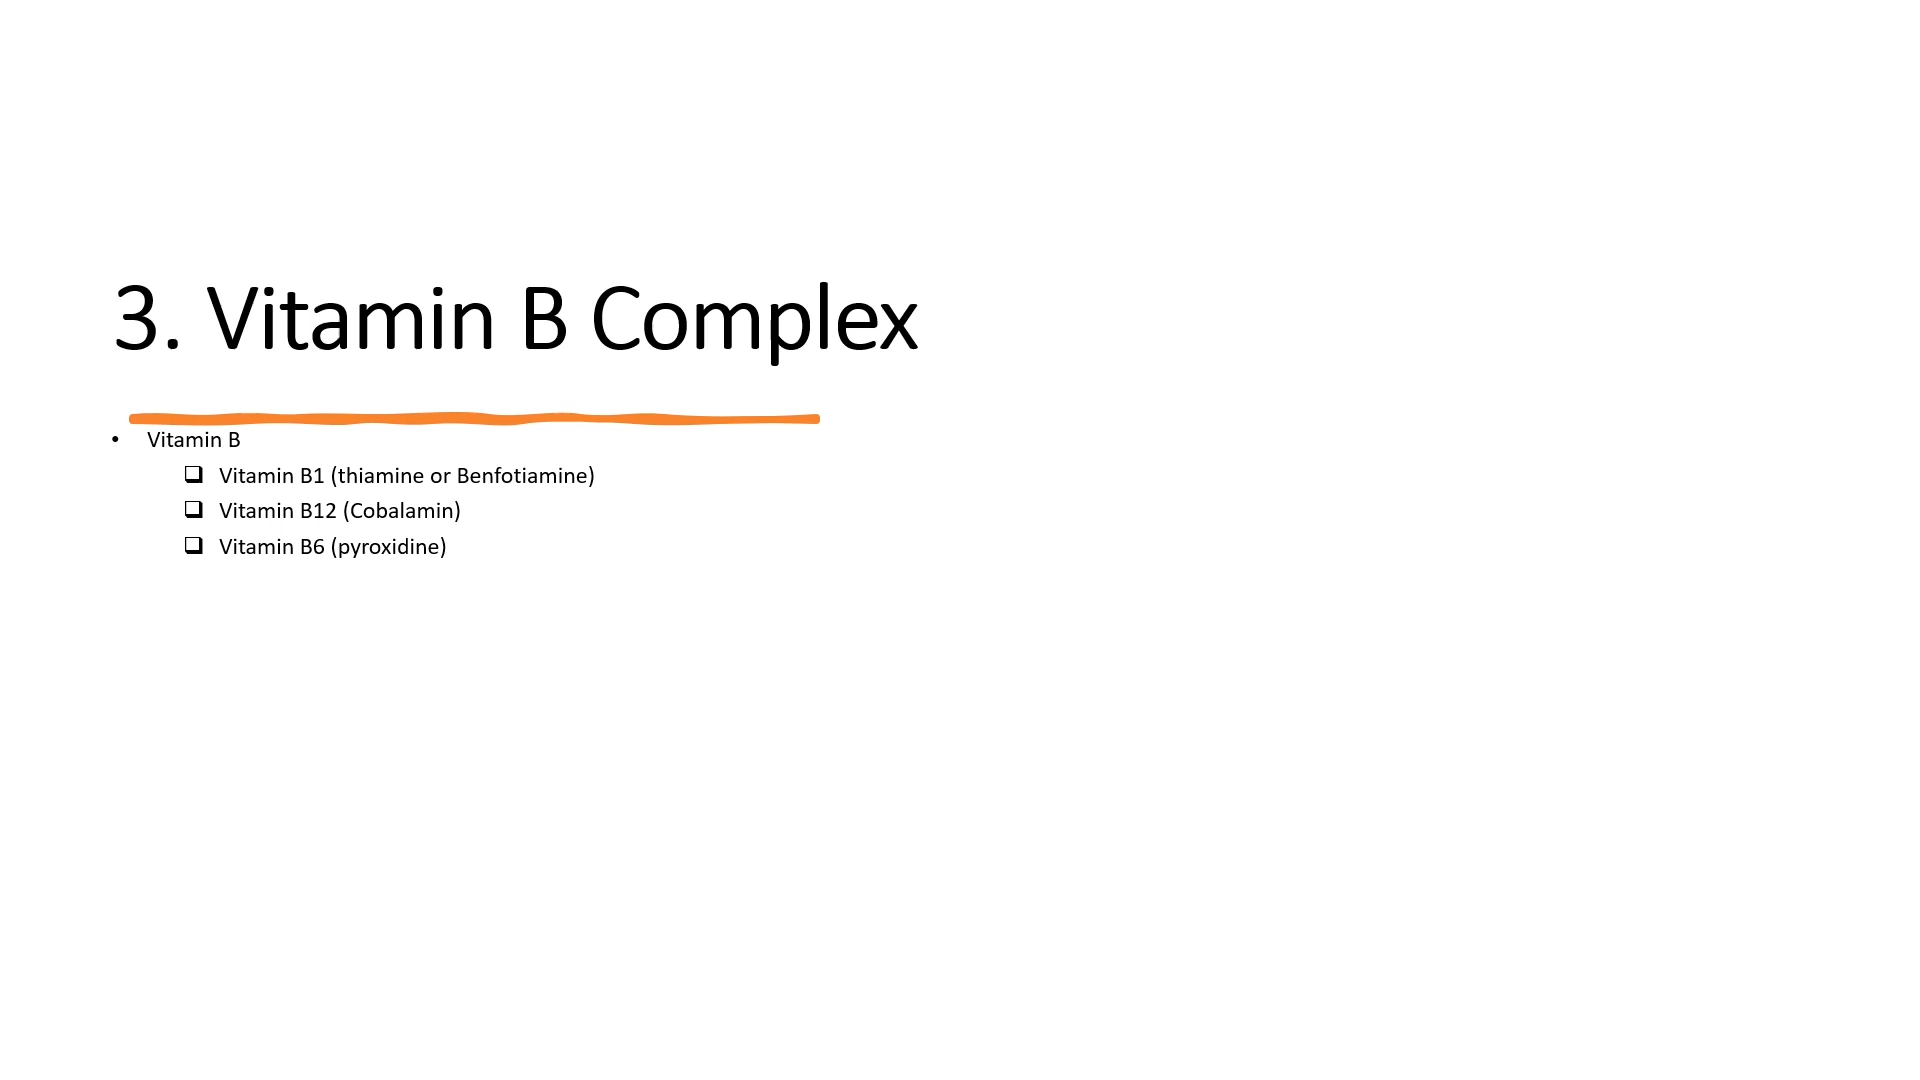 3. Vitamin B Complex
• Vitamin B
❑ Vitamin B1 (thiamine or Benfotiamine)
❑ Vitamin B12 (Cobalamin)
❑ Vitamin B6 (pyroxidine)